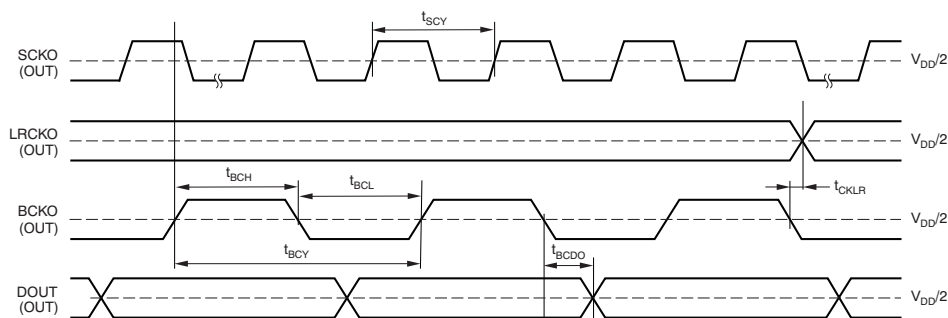 t_SCY
SCKO
(OUT)
V_DD/2
LRCKO
(OUT)
V_DD/2
t_BCH
t_BCL
t_CKLR
BCKO
(OUT)
V_DD/2
t_BCY
t_BCDO
DOUT
(OUT)
V_DD/2